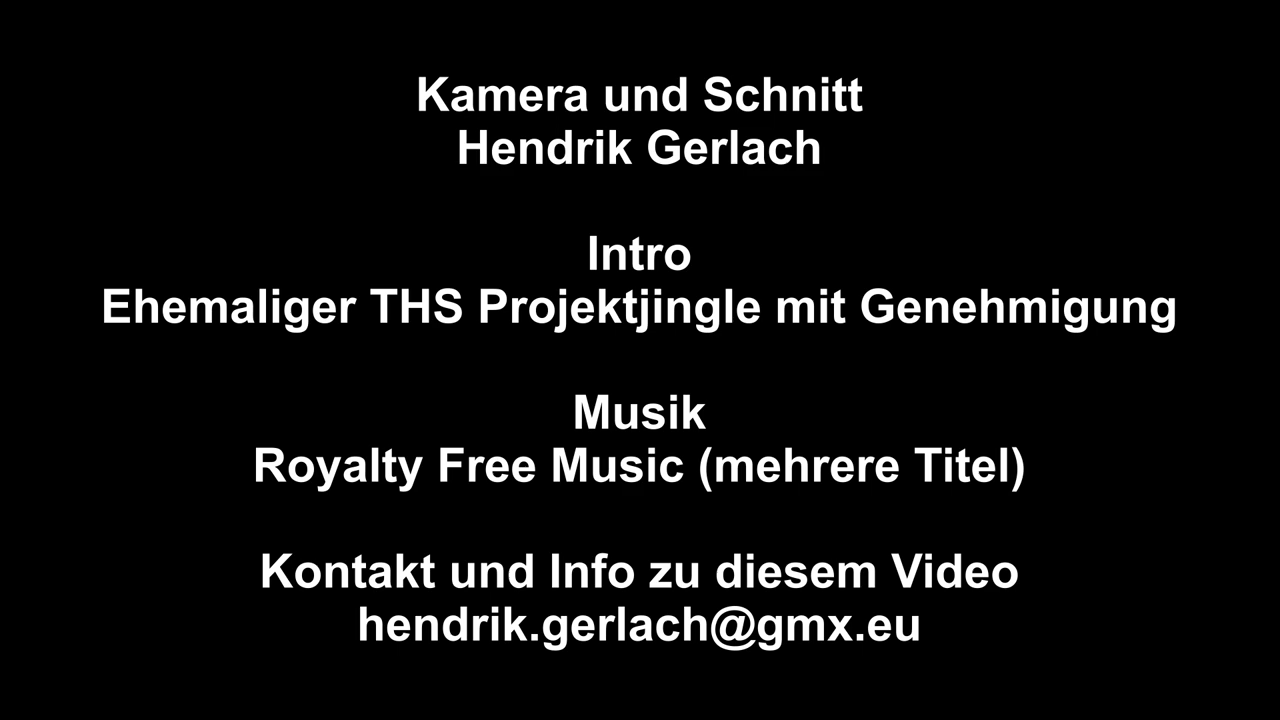 Kamera und Schnitt
Hendrik Gerlach
Intro
Ehemaliger THS Projektjingle mit Genehmigung
Musik
Royalty Free Music (mehrere Titel)
Kontakt und Info zu diesem Video
hendrik.gerlach@gmx.eu